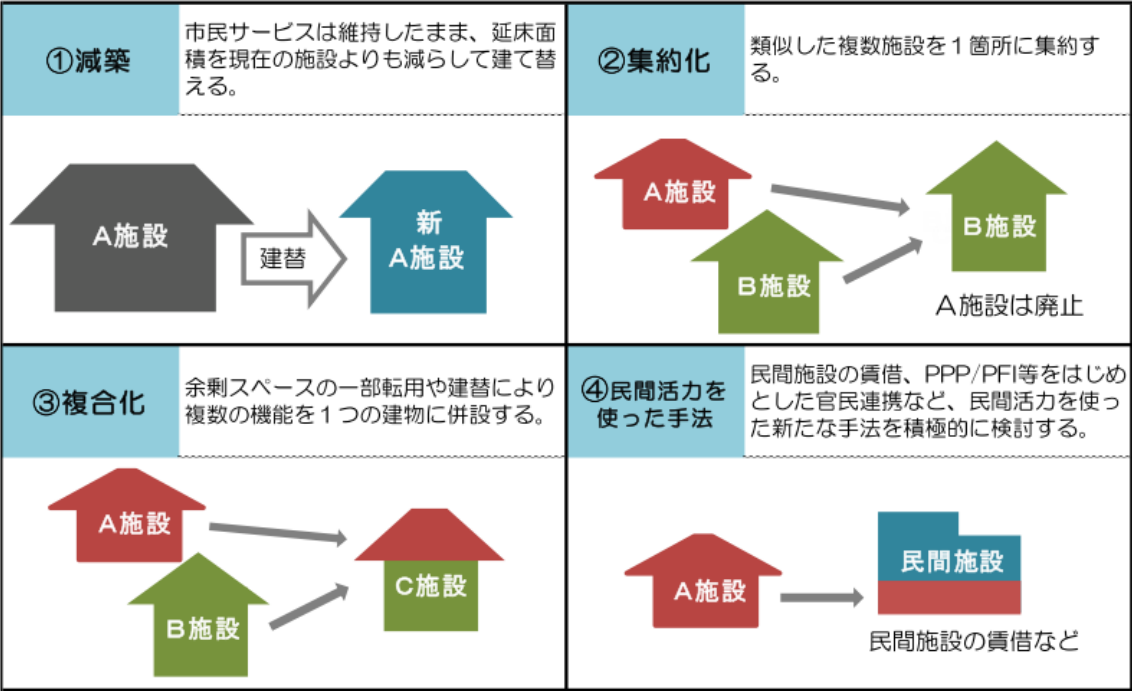 ①減築
市民サービスは維持したまま、延床面
積を現在の施設よりも減らして建て替
える。
A施設
建替
新
A施設
②集約化
類似した複数施設を１箇所に集約す
る。
A施設
B施設
B施設
A施設は廃止
③複合化
余剰スペースの一部転用や建替により
複数の機能を１つの建物に併設する。
A施設
B施設
C施設
④民間活力を
使った手法
民間施設の賃借、PPP/PFI等をはじめ
とした官民連携など、民間活力を使っ
た新たな手法を積極的に検討する。
A施設
民間施設
民間施設の賃借など